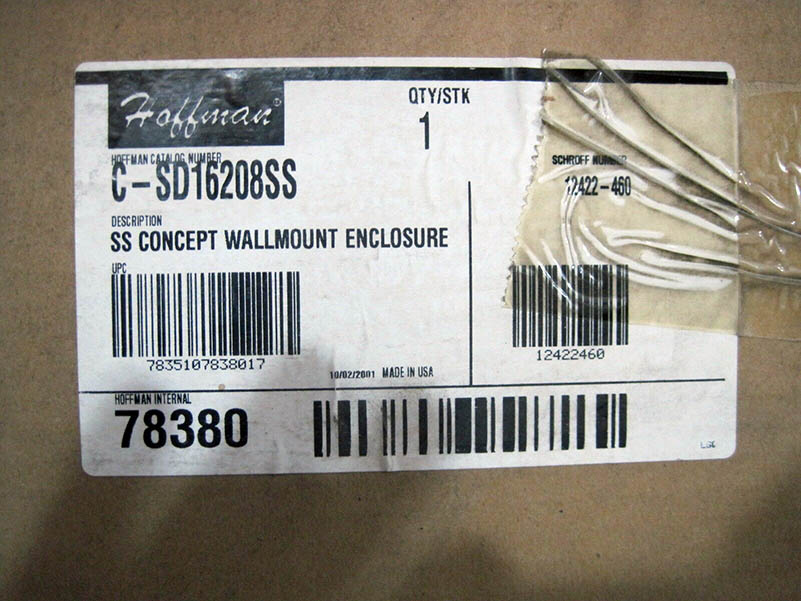 Hoffman®
QTY/STK
1
HOFFMAN CATALOG NUMBER
C-SD16208SS
SCHROFF NUMBER
12422-460
DESCRIPTION
SS CONCEPT WALLMOUNT ENCLOSURE
UPC
7835107838017
12422460
10/02/2001 MADE IN USA
HOFFMAN INTERNAL
78380